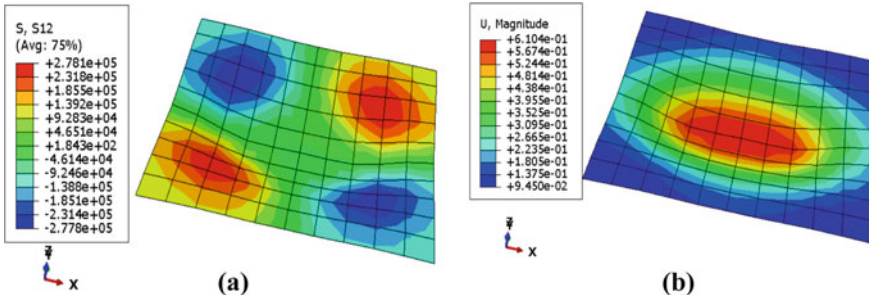 S, S12
(Avg: 75%)
+2.781e+05
+2.318e+05
+1.855e+05
+1.392e+05
+9.283e+04
+4.651e+04
+1.843e+02
-4.614e+04
-9.246e+04
-1.388e+05
-1.851e+05
-2.314e+05
-2.778e+05
X
(a)
U, Magnitude
+6.104e-01
+5.674e-01
+5.244e-01
+4.814e-01
+4.384e-01
+3.955e-01
+3.525e-01
+3.095e-01
+2.665e-01
+2.235e-01
+1.805e-01
+1.375e-01
+9.450e-02
X
(b)